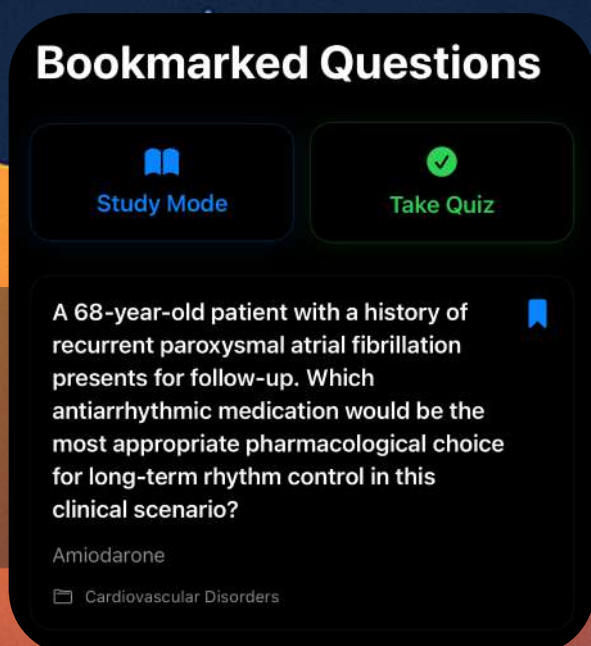 Bookmarked Questions
Study Mode
Take Quiz
A 68-year-old patient with a history of
recurrent paroxysmal atrial fibrillation
presents for follow-up. Which
antiarrhythmic medication would be the
most appropriate pharmacological choice
for long-term rhythm control in this
clinical scenario?
Amiodarone
Cardiovascular Disorders